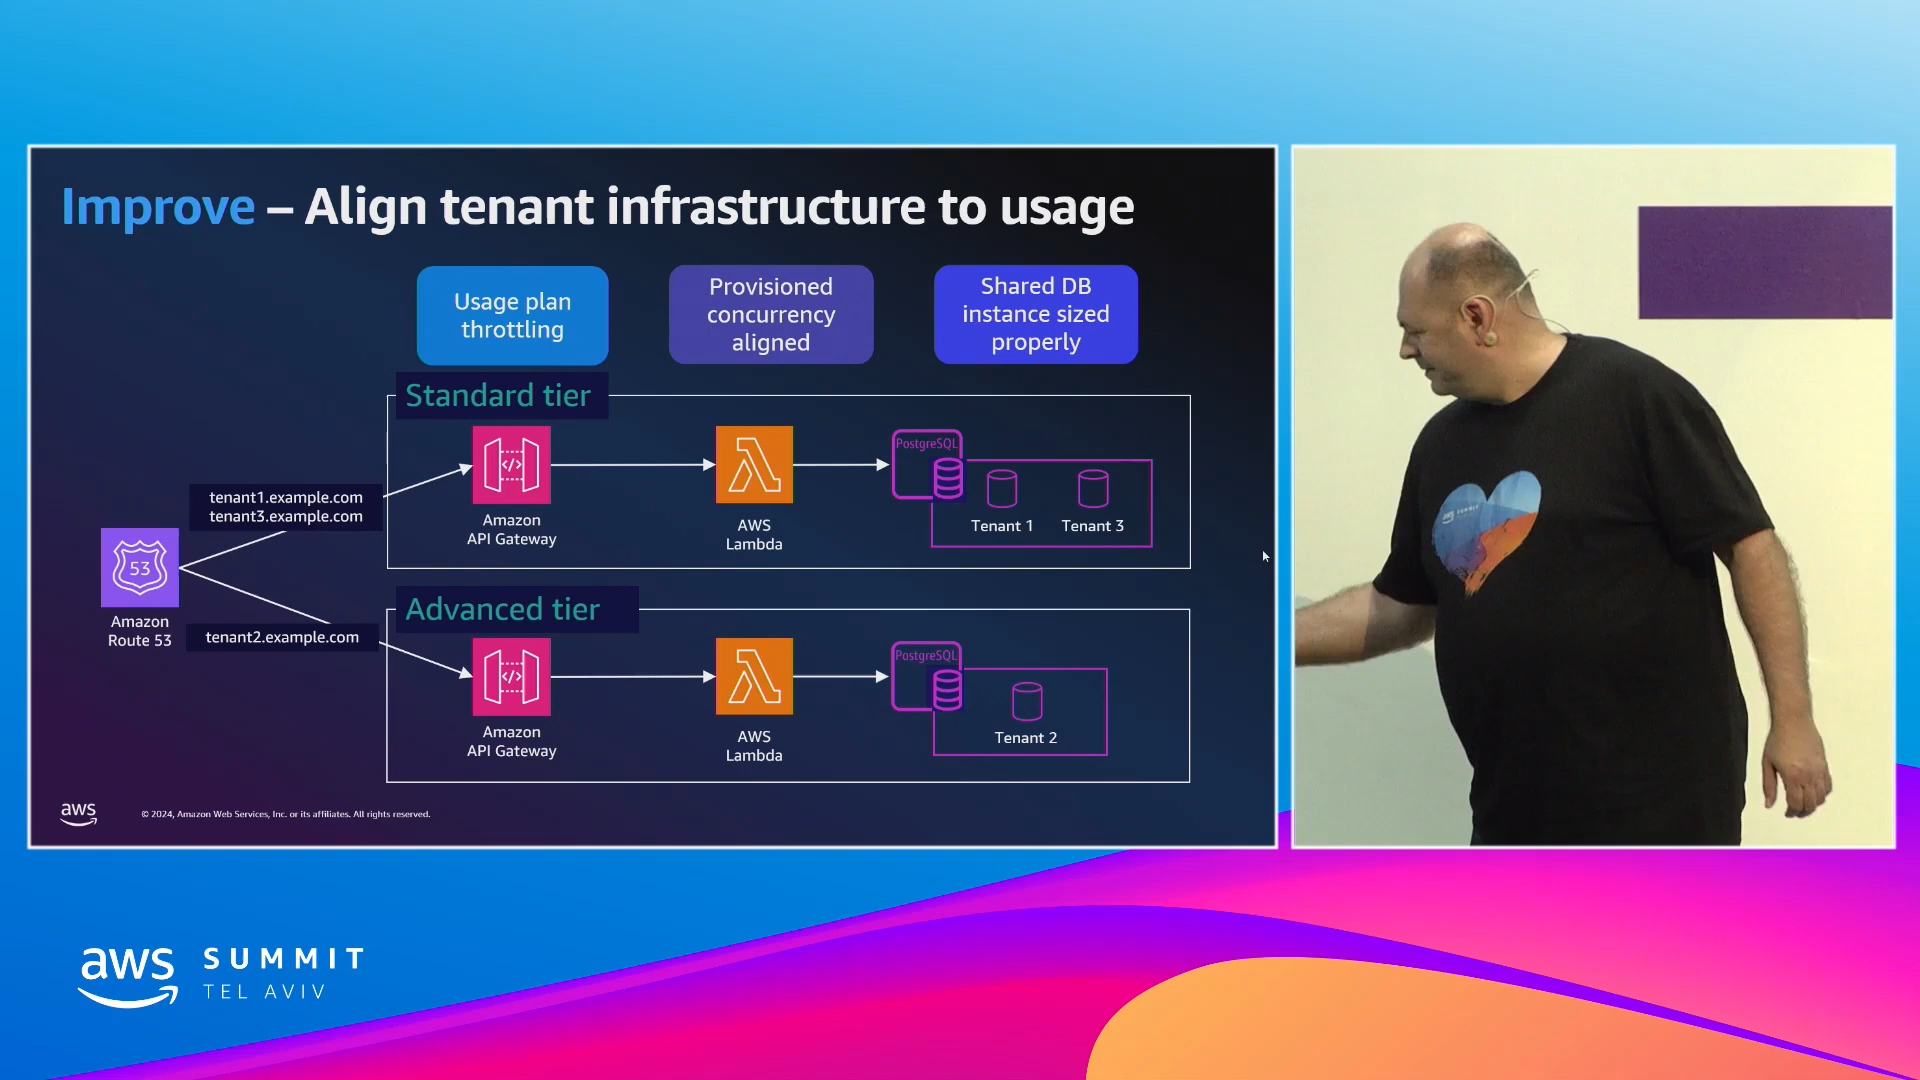 Improve – Align tenant infrastructure to usage
Usage plan
throttling
Provisioned
concurrency
aligned
Shared DB
instance sized
properly
Standard tier
tenant1.example.com
tenant3.example.com
53
Amazon
Route 53
Amazon
API Gateway
AWS
Lambda
PostgreSQL
Tenant 1
Tenant 3
Advanced tier
tenant2.example.com
Amazon
API Gateway
AWS
Lambda
PostgreSQL
Tenant 2
aws
© 2024, Amazon Web Services, Inc. or its affiliates. All rights reserved.
aws SUMMIT
aws SUMMIT
TEL AVIV